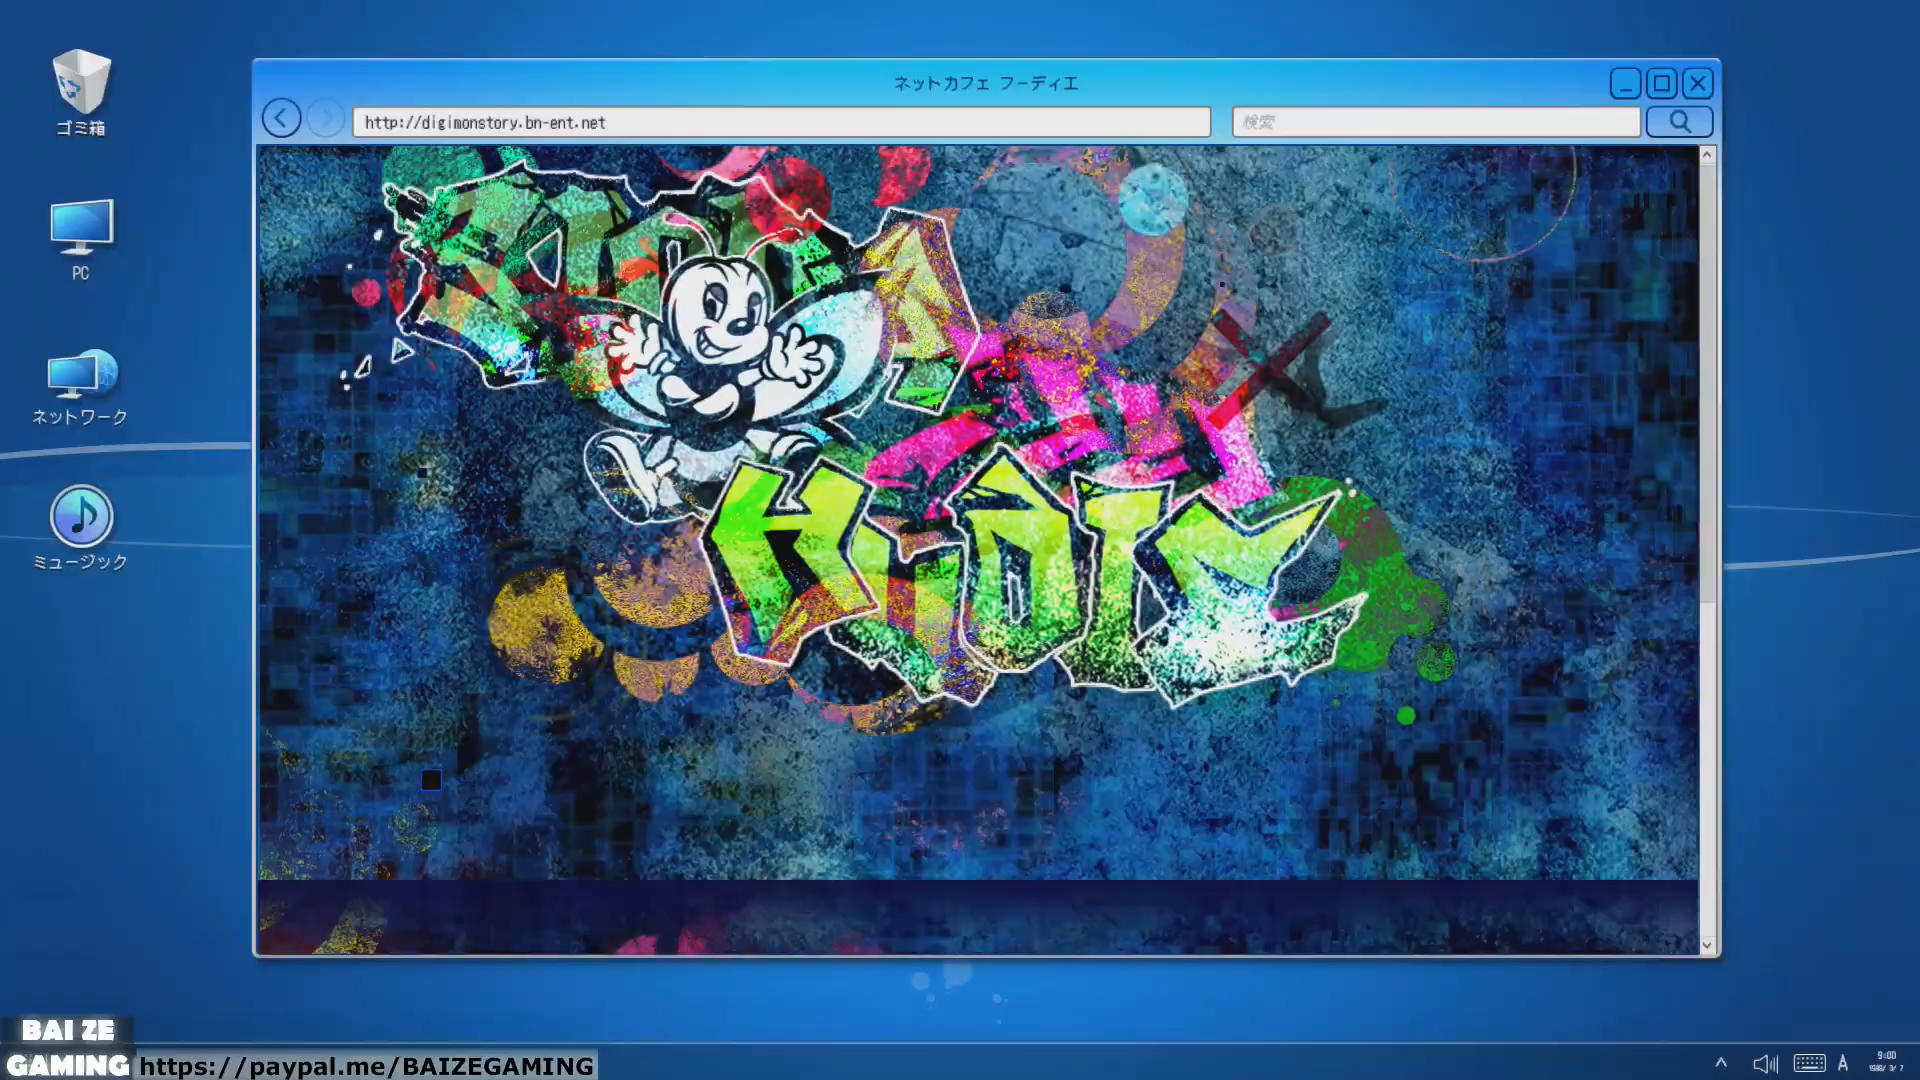 ゴミ箱
PC
ネットワーク
ミュージック
ネットカフェ フーディエ
http://digimonstory.bn-ent.net
検索
BAI ZE
GAMING
https://paypal.me/BAIZEGAMING
A
9:00